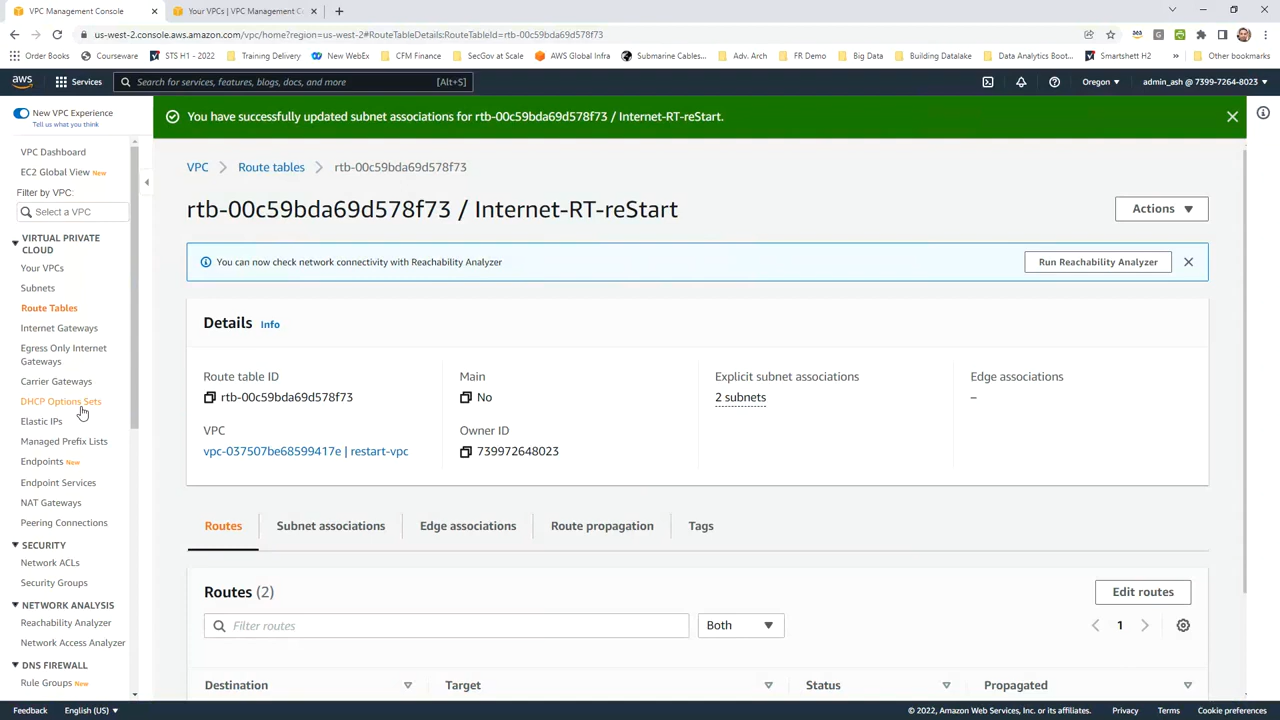 VPC Management Console
Your VPCs | VPC Management C
us-west-2.console.aws.amazon.com/vpc/home?region=us-west-2#RouteTableDetails:RouteTableId=rtb-00c59bda69d578f73
Order Books
Courseware
STS H1 - 2022
Training Delivery
New WebEx
CFM Finance
SecGov at Scale
AWS Global Infra
Submarine Cables...
Adv. Arch
FR Demo
Big Data
Building Datalake
Data Analytics Boot...
Smartshett H2
»
Other bookmarks
aws
Services
Search for services, features, blogs, docs, and more
[Alt+S]
Oregon
admin_ash @ 7399-7264-8023
New VPC Experience
Tell us what you think
VPC Dashboard
EC2 Global View New
Filter by VPC:
Select a VPC
VIRTUAL PRIVATE
CLOUD
Your VPCs
Subnets
Route Tables
Internet Gateways
Egress Only Internet
Gateways
Carrier Gateways
DHCP Options Sets
Elastic IPs
Managed Prefix Lists
Endpoints New
Endpoint Services
NAT Gateways
Peering Connections
SECURITY
Network ACLs
Security Groups
NETWORK ANALYSIS
Reachability Analyzer
Network Access Analyzer
DNS FIREWALL
Rule Groups New
You have successfully updated subnet associations for rtb-00c59bda69d578f73 / Internet-RT-reStart.
VPC
Route tables
rtb-00c59bda69d578f73
rtb-00c59bda69d578f73 / Internet-RT-reStart
Actions
You can now check network connectivity with Reachability Analyzer
Run Reachability Analyzer
Details
Info
Route table ID
rtb-00c59bda69d578f73
Main
No
Explicit subnet associations
2 subnets
Edge associations
–
VPC
vpc-037507be68599417e | restart-vpc
Owner ID
739972648023
Routes
Subnet associations
Edge associations
Route propagation
Tags
Routes (2)
Edit routes
Filter routes
Both
1
Destination
Target
Status
Propagated
Feedback
English (US)
© 2022, Amazon Web Services, Inc. or its affiliates.
Privacy
Terms
Cookie preferences